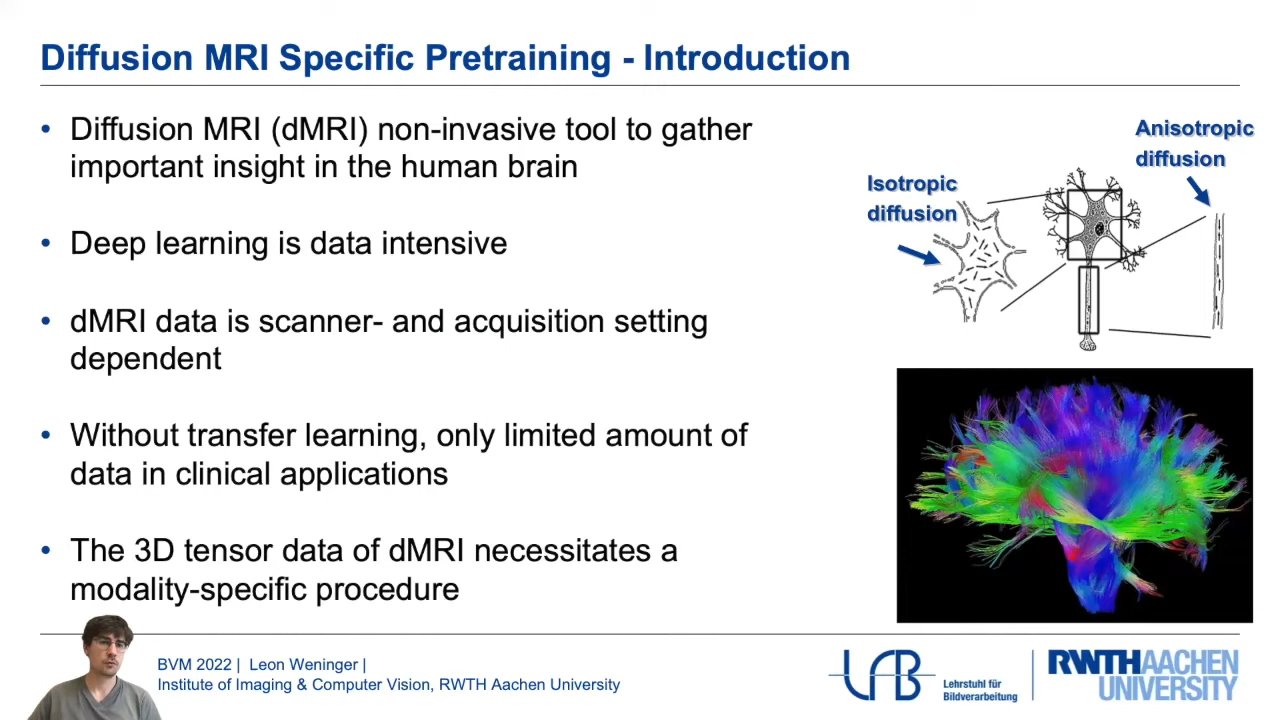 Diffusion MRI Specific Pretraining - Introduction
• Diffusion MRI (dMRI) non-invasive tool to gather
important insight in the human brain
• Deep learning is data intensive
• dMRI data is scanner- and acquisition setting
dependent
• Without transfer learning, only limited amount of
data in clinical applications
• The 3D tensor data of dMRI necessitates a
modality-specific procedure
Anisotropic
diffusion
Isotropic
diffusion
BVM 2022 | Leon Weninger |
Institute of Imaging & Computer Vision, RWTH Aachen University
LFB
Lehrstuhl für
Bildverarbeitung
RWTHAACHEN
UNIVERSITY